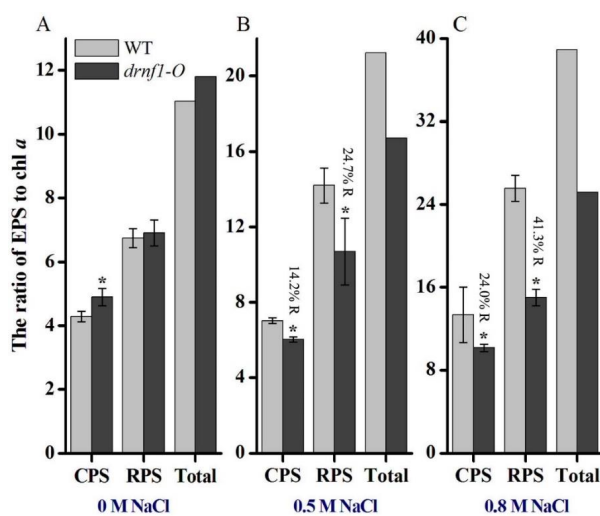 A
B
C
WT
drnf1-O
The ratio of EPS to chl a
12
10
8
6
4
2
0
20
16
12
8
4
0
40
32
24
16
8
0
*
14.2% R *
24.7% R *
24.0% R *
41.3% R *
CPS RPS Total
CPS RPS Total
CPS RPS Total
0 M NaCl
0.5 M NaCl
0.8 M NaCl